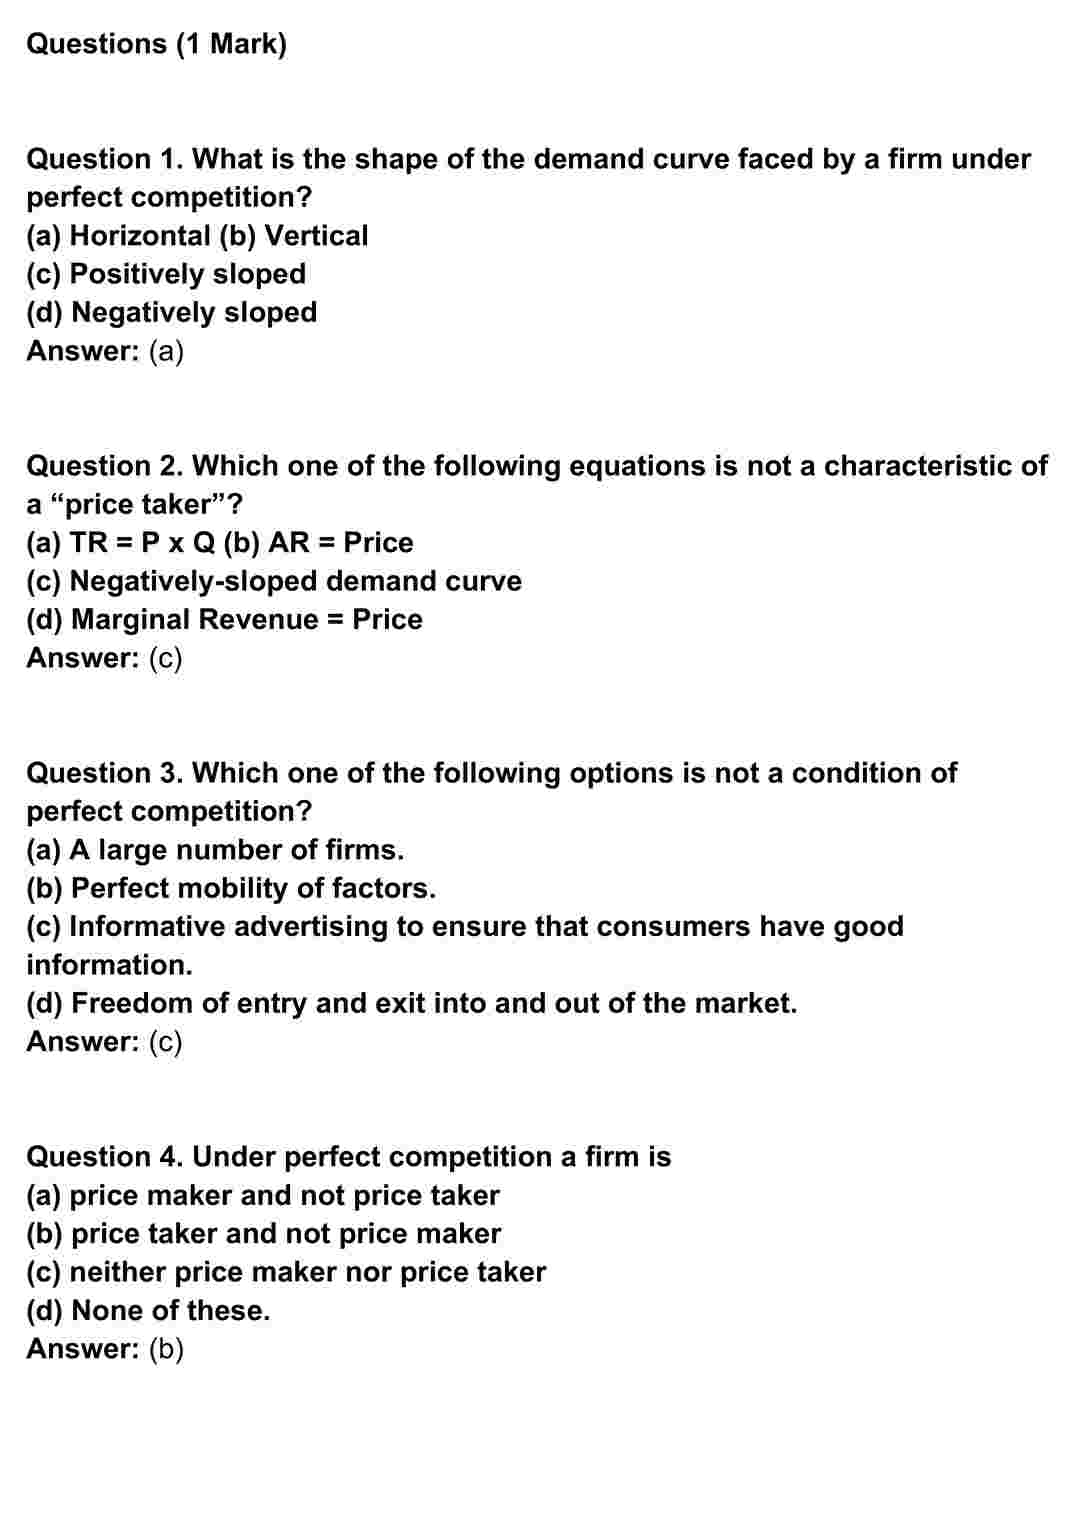 Questions (1 Mark)
Question 1. What is the shape of the demand curve faced by a firm under
perfect competition?
(a) Horizontal (b) Vertical
(c) Positively sloped
(d) Negatively sloped
Answer: (a)
Question 2. Which one of the following equations is not a characteristic of
a “price taker”?
(a) TR = P x Q (b) AR = Price
(c) Negatively-sloped demand curve
(d) Marginal Revenue = Price
Answer: (c)
Question 3. Which one of the following options is not a condition of
perfect competition?
(a) A large number of firms.
(b) Perfect mobility of factors.
(c) Informative advertising to ensure that consumers have good
information.
(d) Freedom of entry and exit into and out of the market.
Answer: (c)
Question 4. Under perfect competition a firm is
(a) price maker and not price taker
(b) price taker and not price maker
(c) neither price maker nor price taker
(d) None of these.
Answer: (b)